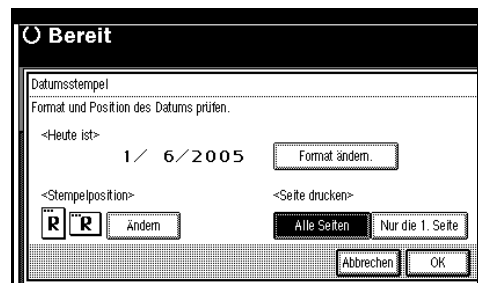 Bereit
Datumsstempel
Format und Position des Datums prüfen.
<Heute ist>
1/ 6/2005 Format ändern.
<Stempelposition> <Seite drucken>
R R Ändern Alle Seiten Nur die 1. Seite
Abbrechen OK